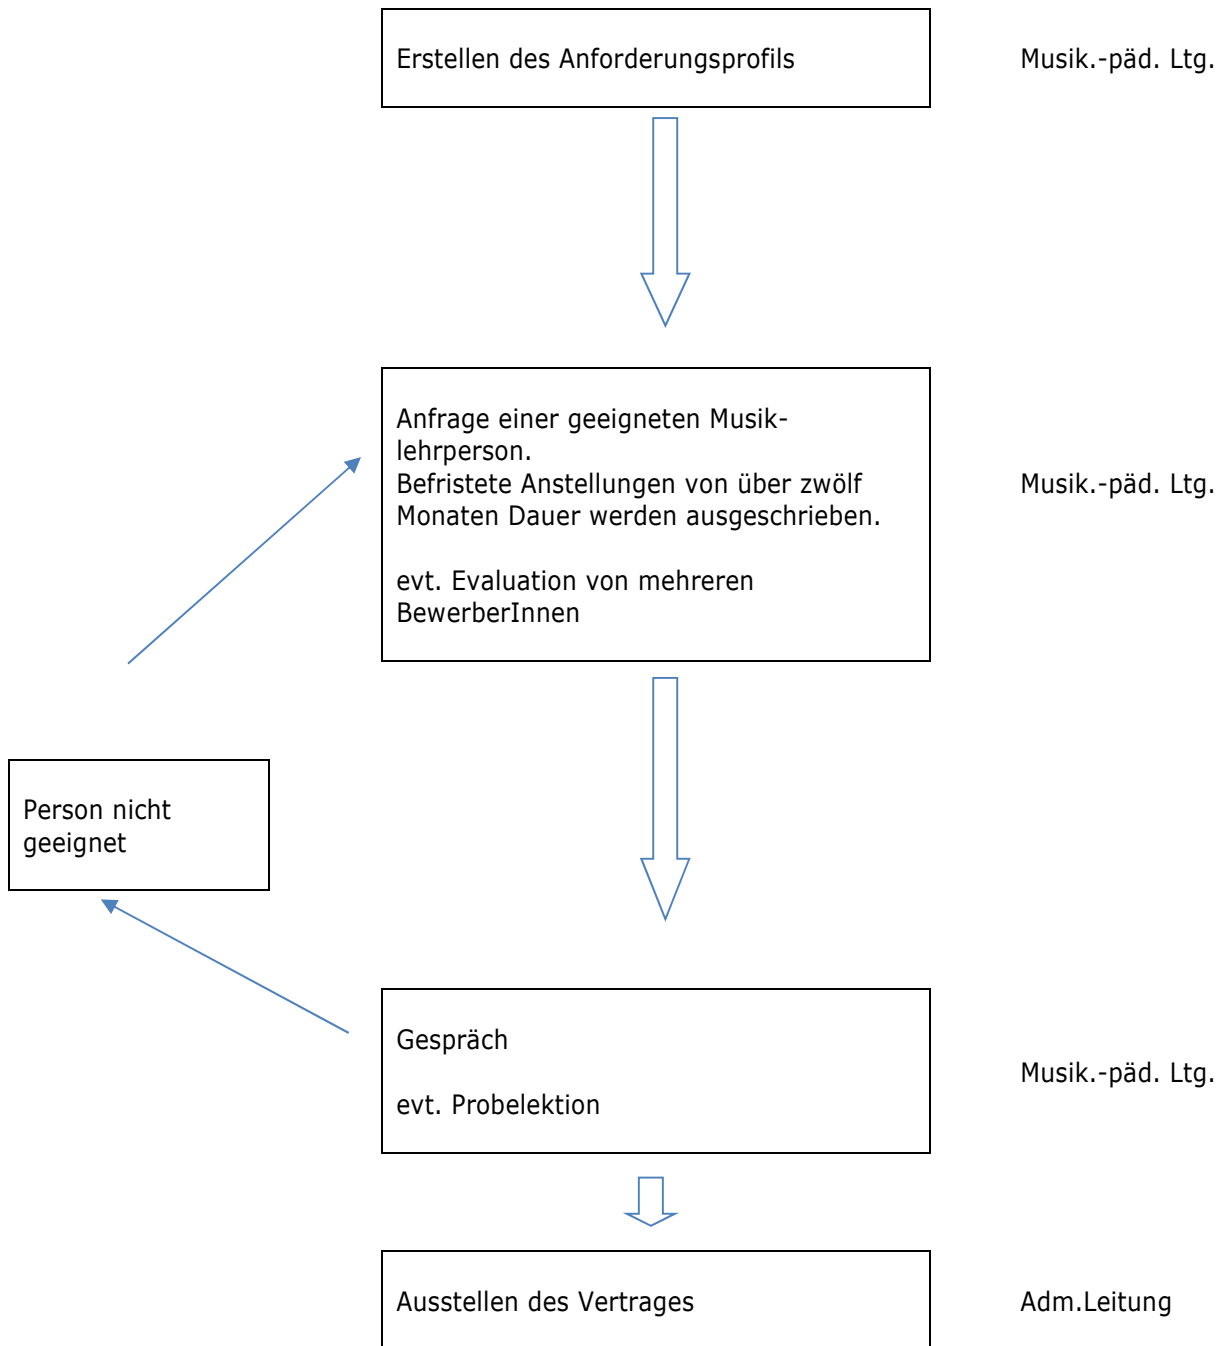 Erstellen des Anforderungsprofils
Musik.-päd. Ltg.
Anfrage einer geeigneten Musik-
lehrperson.
Befristete Anstellungen von über zwölf
Monaten Dauer werden ausgeschrieben.
evt. Evaluation von mehreren
BewerberInnen
Musik.-päd. Ltg.
Person nicht
geeignet
Gespräch
evt. Probelektion
Musik.-päd. Ltg.
Ausstellen des Vertrages
Adm.Leitung